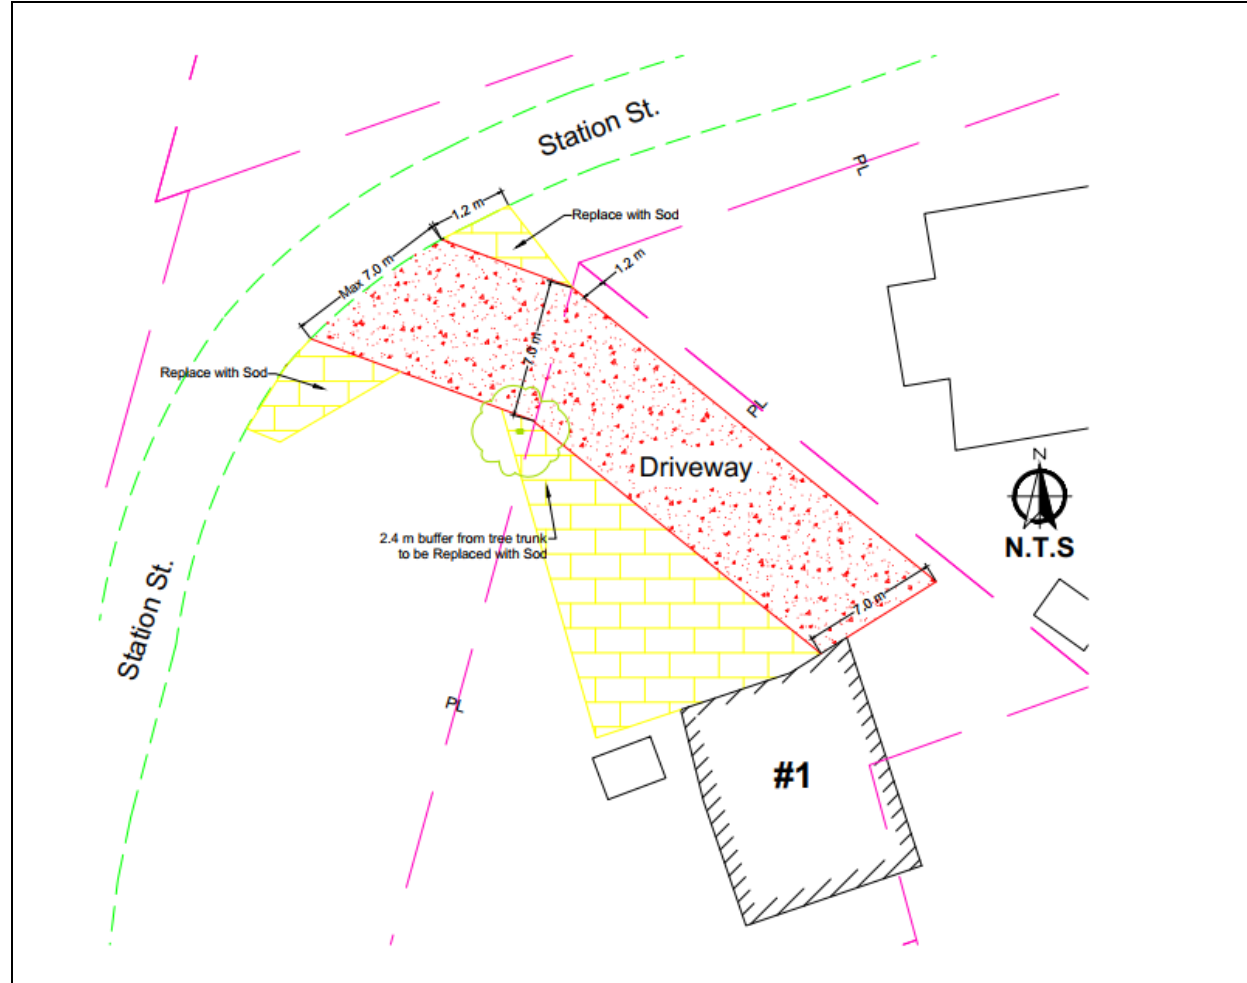 Station St.
PL
1.2 m
Replace with Sod
1.2 m
Max 7.0 m
7.0 m
Replace with Sod
PL
Driveway
N
N.T.S
2.4 m buffer from tree trunk
to be Replaced with Sod
7.0 m
Station St.
PL
#1